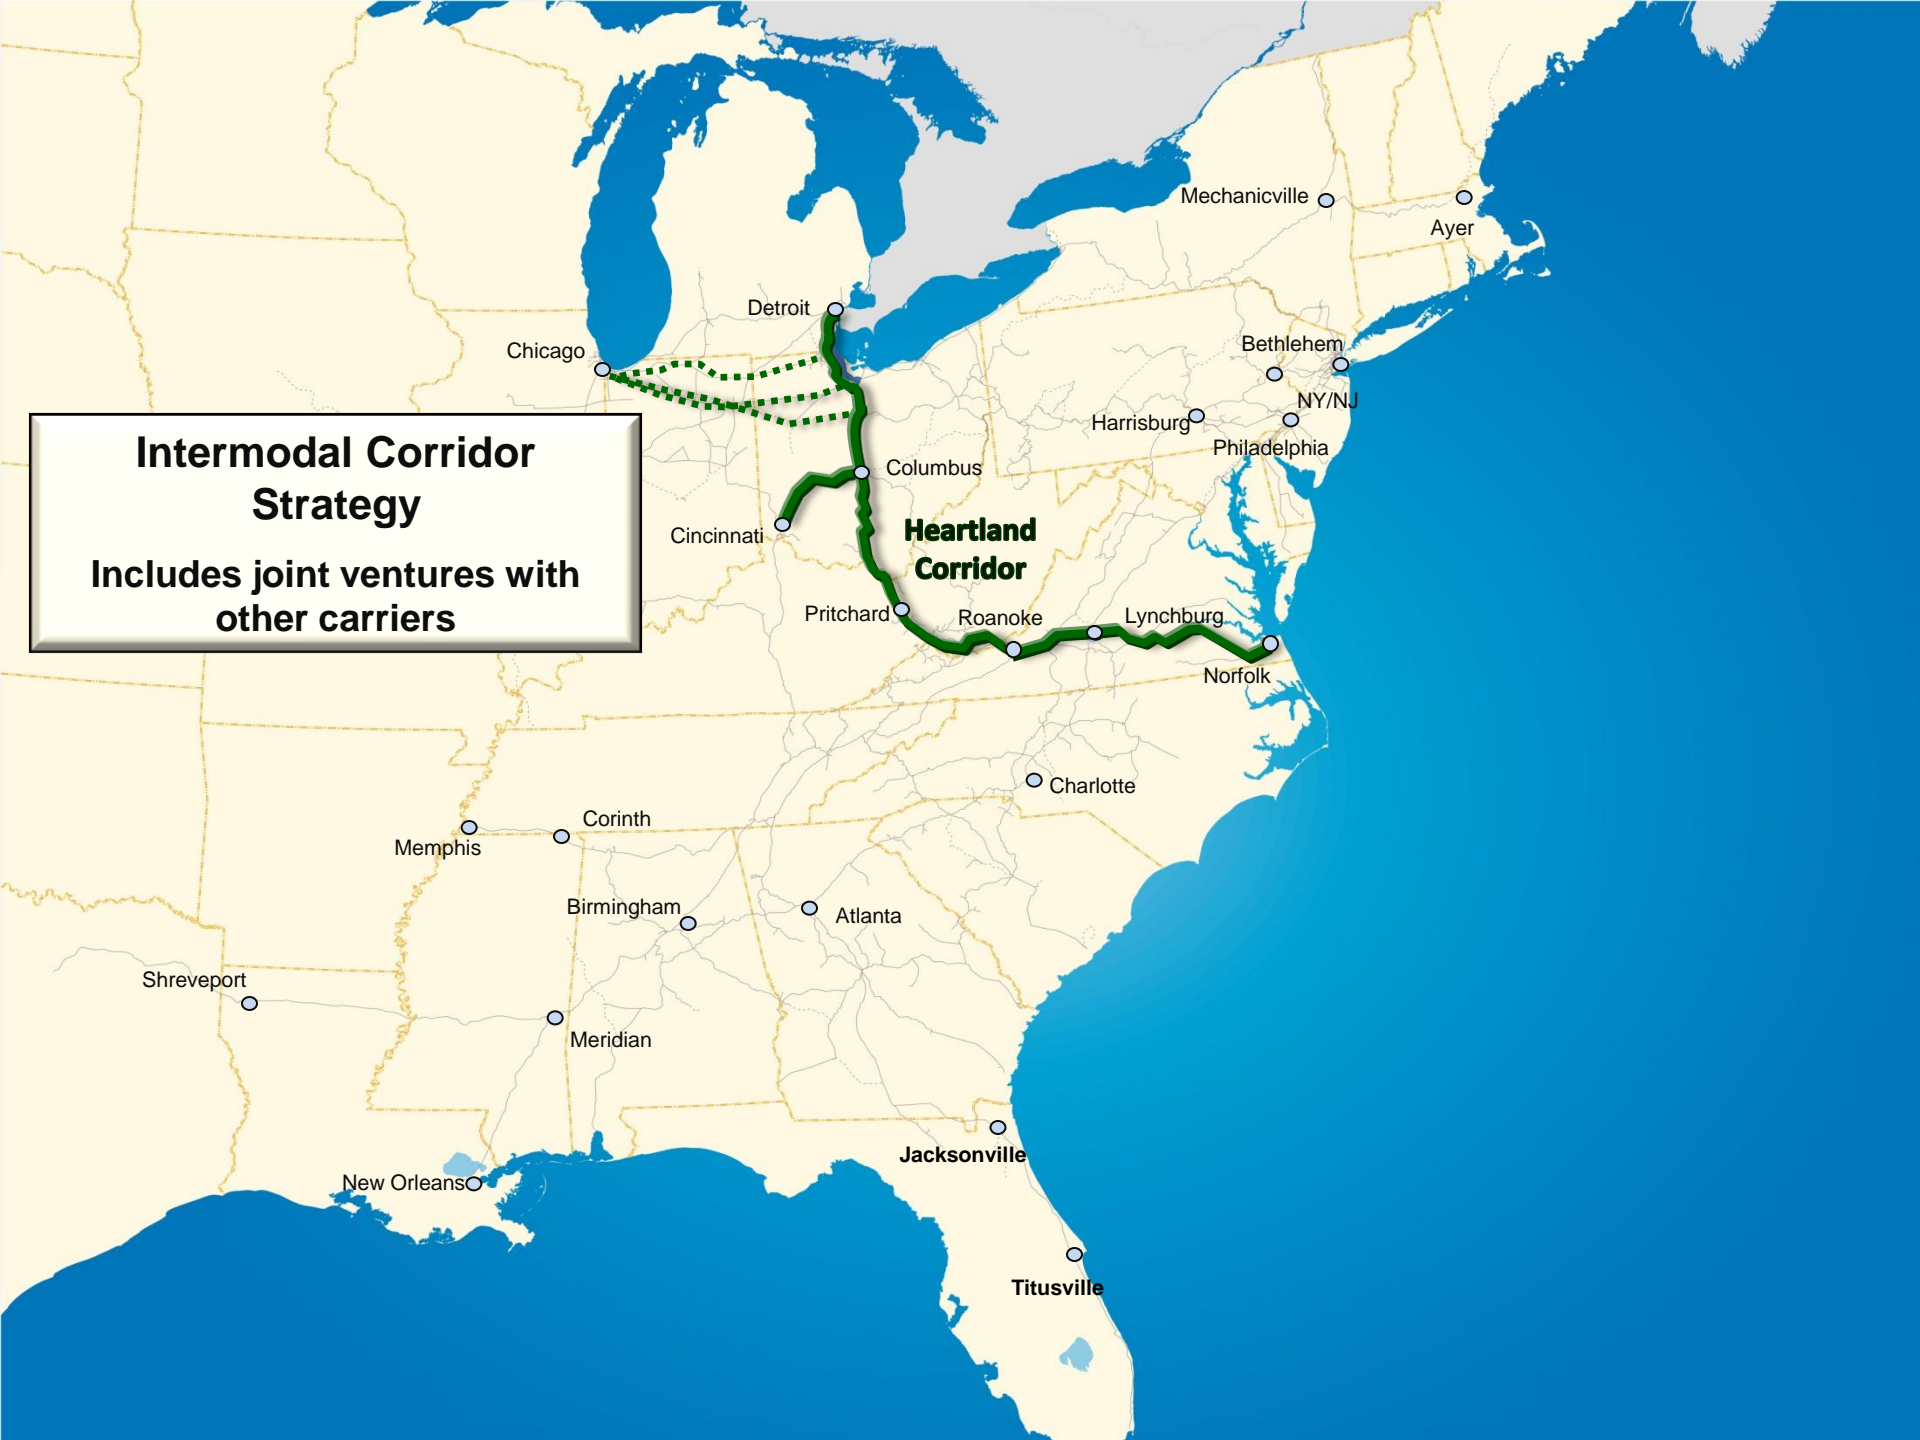 Mechanicville
Ayer
Detroit
Chicago
Bethlehem
NY/NJ
Harrisburg
Philadelphia
Intermodal Corridor
Strategy
Includes joint ventures with
other carriers
Columbus
Cincinnati
Heartland
Corridor
Pritchard
Roanoke
Lynchburg
Norfolk
Charlotte
Corinth
Memphis
Birmingham
Atlanta
Shreveport
Meridian
Jacksonville
New Orleans
Titusville